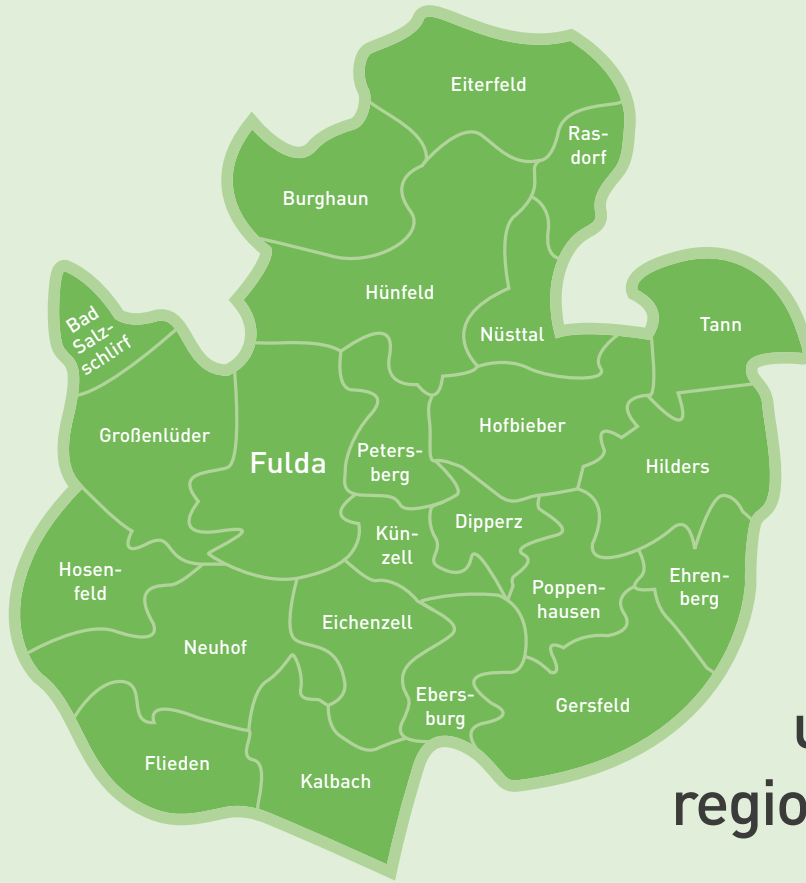 Eiterfeld
Ras-
dorf
Burghaun
Hünfeld
Nüsttal
Tann
Bad
Salz-
schlirf
Großenlüder
Hofbieber
Fulda
Peters-
berg
Hilders
Dipperz
Kün-
zell
Hosen-
feld
Poppen-
hausen
Ehren-
berg
Eichenzell
Neuhof
Ebers-
burg
Gersfeld
Flieden
Kalbach
u
regio